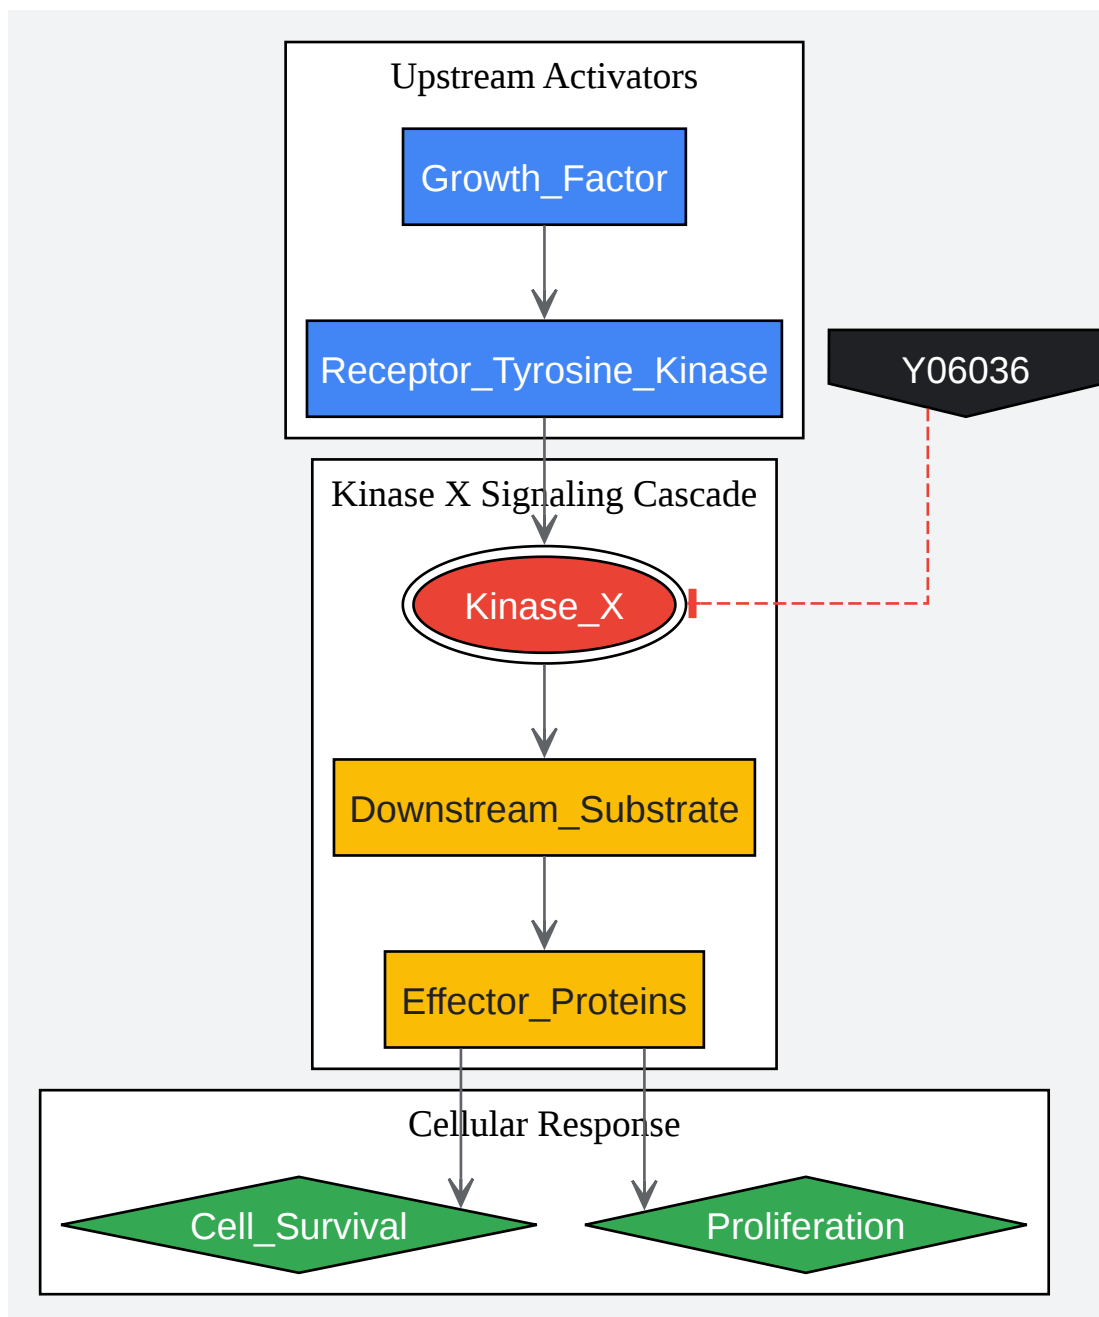 Upstream Activators
Growth_Factor
Receptor_Tyrosine_Kinase
Y06036
Kinase X Signaling Cascade
Kinase_X
Downstream_Substrate
Effector_Proteins
Cellular Response
Cell_Survival
Proliferation